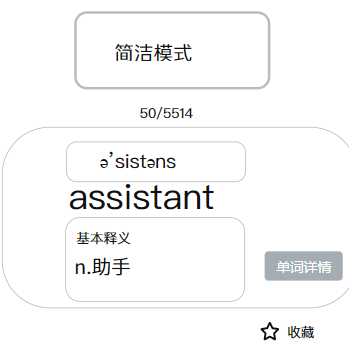 简洁模式
50/5514
ə'sistəns
assistant
基本释义
n.助手
单词详情
收藏